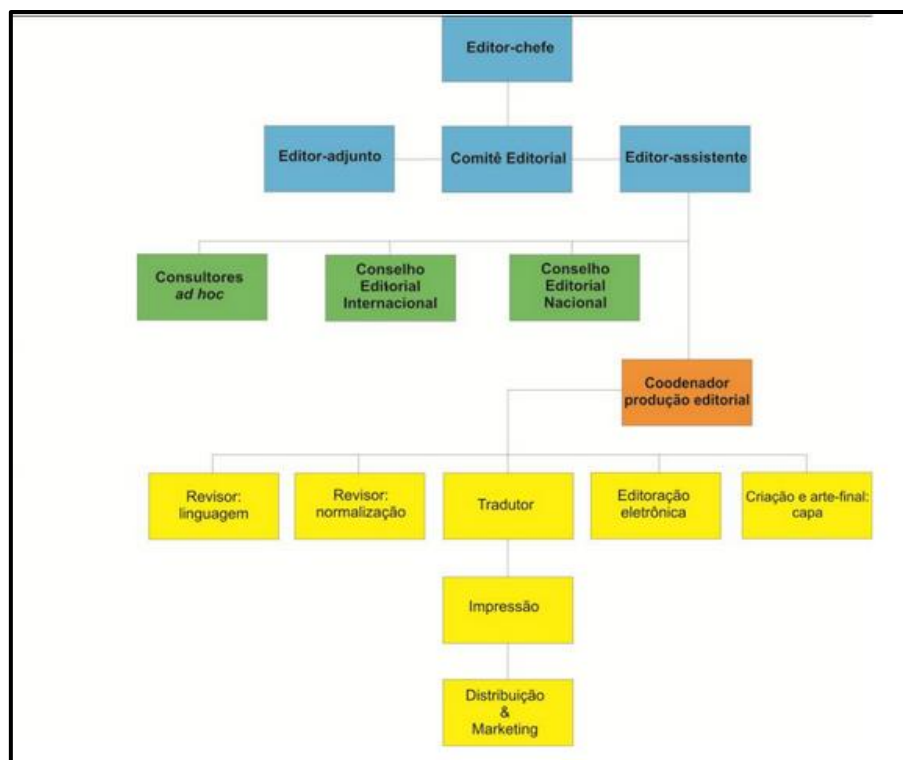 Editor-chefe
Editor-adjunto
Comitê Editorial
Editor-assistente
Consultores
ad hoc
Conselho
Editorial
Internacional
Conselho
Editorial
Nacional
Coodenador
produção editorial
Revisor:
linguagem
Revisor:
normalização
Tradutor
Editoração
eletrônica
Criação e arte-final:
capa
Impressão
Distribuição
&
Marketing